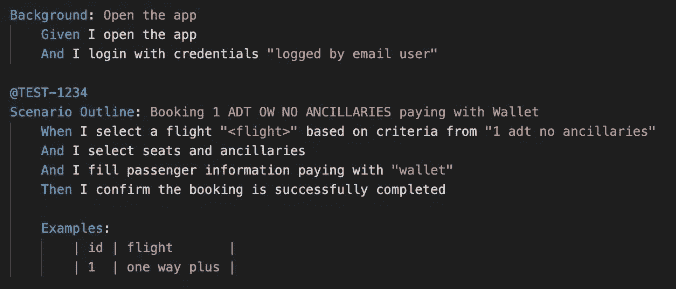 Background: Open the app
Given I open the app
And I login with credentials "logged by email user"
@TEST-1234
Scenario Outline: Booking 1 ADT OW NO ANCILLARIES paying with Wallet
When I select a flight "<flight>" based on criteria from "1 adt no ancillaries"
And I select seats and ancillaries
And I fill passenger information paying with "wallet"
Then I confirm the booking is successfully completed
Examples:
| id | flight       |
| 1  | one way plus |